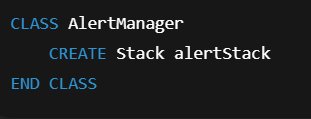 CLASS AlertManager
    CREATE Stack alertStack
END CLASS